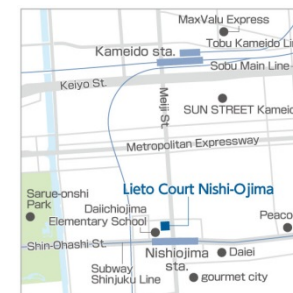 MaxValu Express
Kameido sta.
Tobu Kameido Li
Sobu Main Line
Keiyo St.
Meiji St.
SUN STREET Kameid
Metropolitan Expressway
Sarue-onshi
Park
Lieto Court Nishi-Ojima
Daiichiojima
Elementary School
Peaco
Shin-Ohashi St.
Nishiojima
sta.
Daiei
Subway
Shinjuku Line
gourmet city